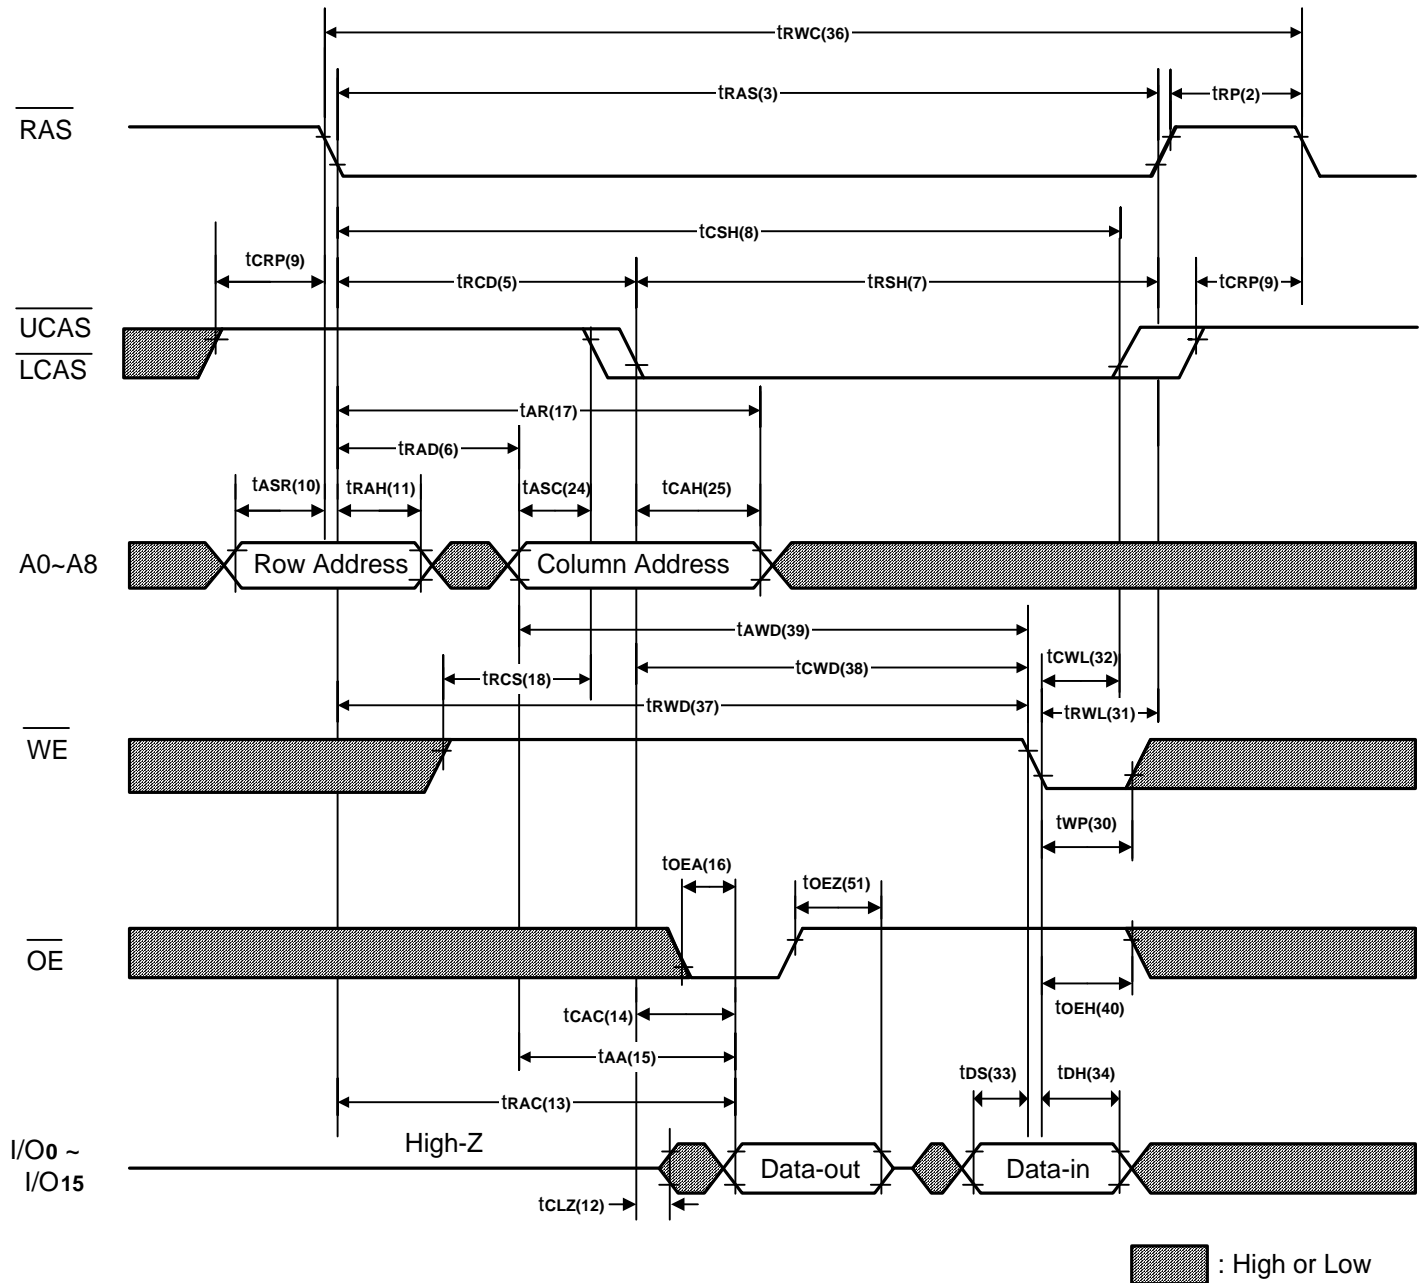 tRWC(36)
tRAS(3)
tRP(2)
RAS
tCSH(8)
tCRP(9)
tRCD(5)
tRSH(7)
tCRP(9)
UCAS
LCAS
tAR(17)
tRAD(6)
tASR(10)
tRAH(11)
tASC(24)
tCAH(25)
A0~A8
Row Address
Column Address
tAWD(39)
tRCS(18)
tCWD(38)
tCWL(32)
tRWD(37)
tRWL(31)
WE
tWP(30)
tOEA(16)
tOEZ(51)
OE
tCAC(14)
tOEH(40)
tAA(15)
tDS(33)
tDH(34)
tRAC(13)
High-Z
I/O0 ~
I/O15
Data-out
Data-in
tCLZ(12)
: High or Low